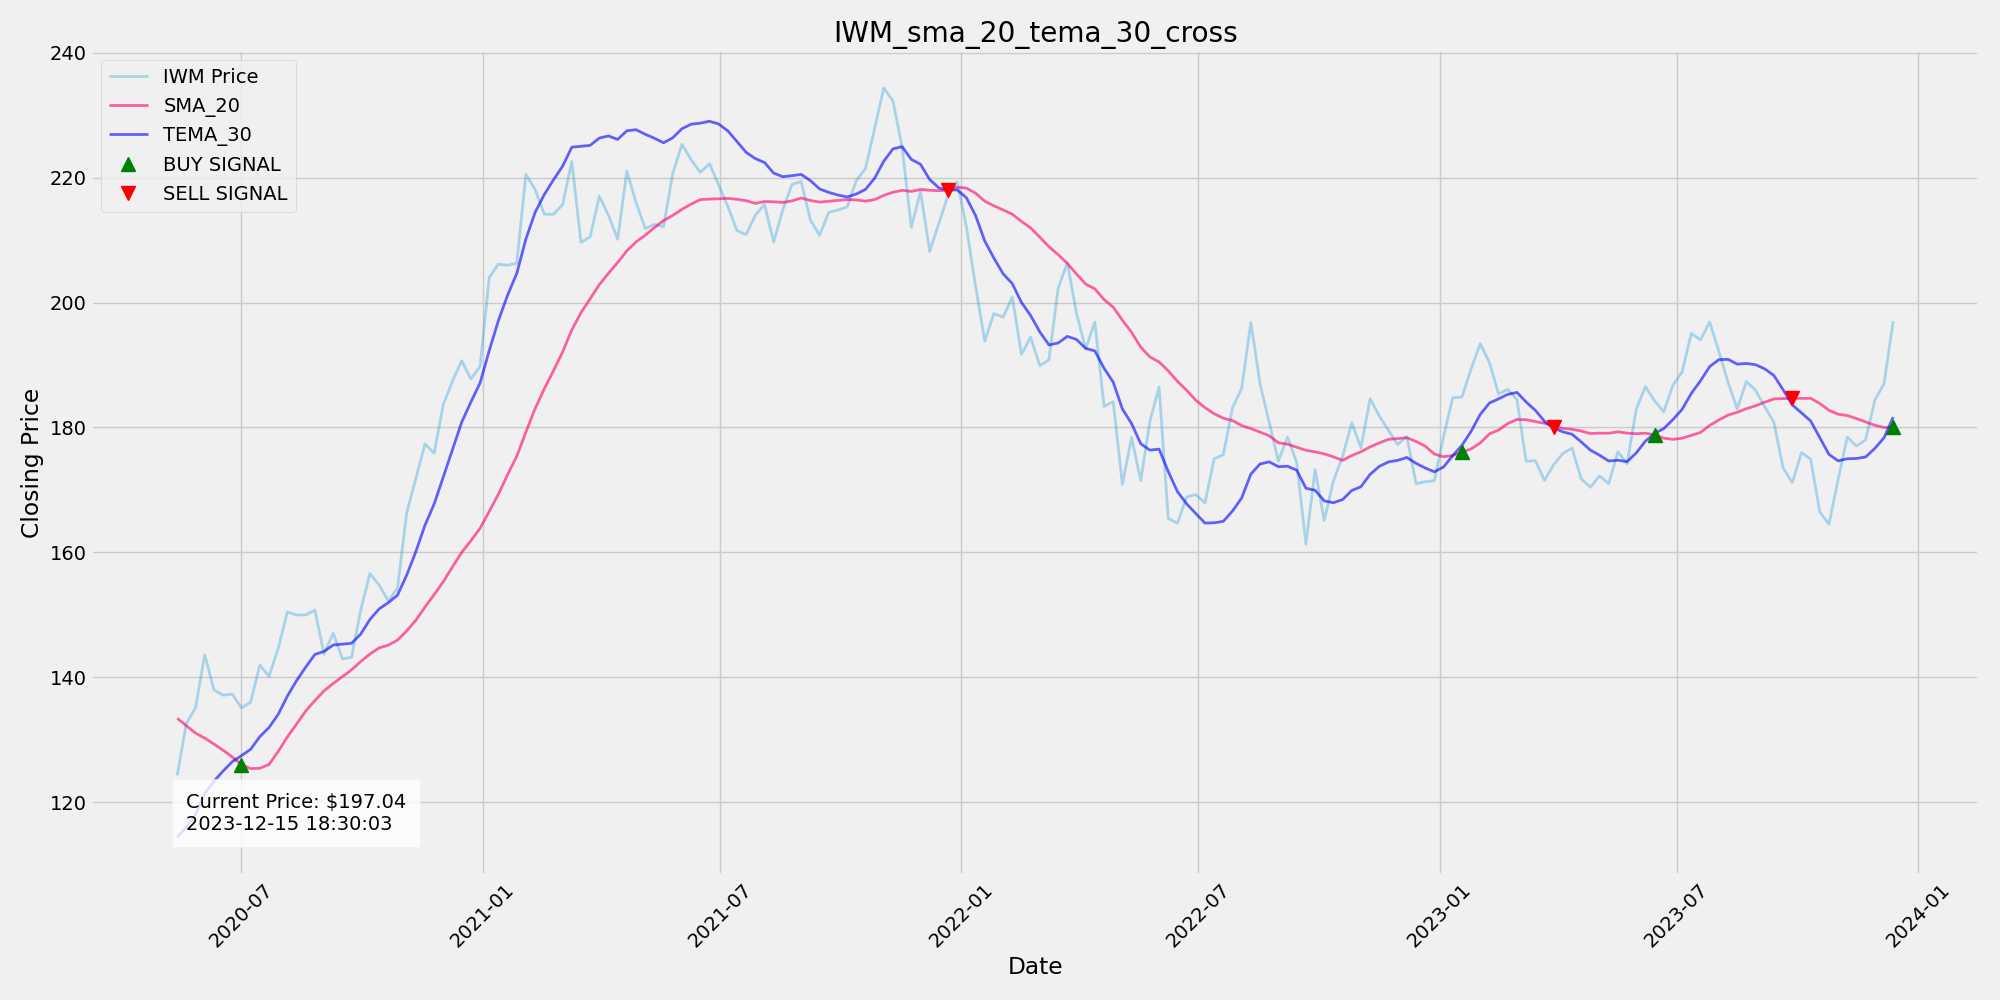 IWM_sma_20_tema_30_cross
IWM Price
SMA_20
TEMA_30
BUY SIGNAL
SELL SIGNAL
240
220
200
180
160
140
120
Closing Price
Current Price: $197.04
2023-12-15 18:30:03
2020-07
2021-01
2021-07
2022-01
2022-07
2023-01
2023-07
2024-01
Date